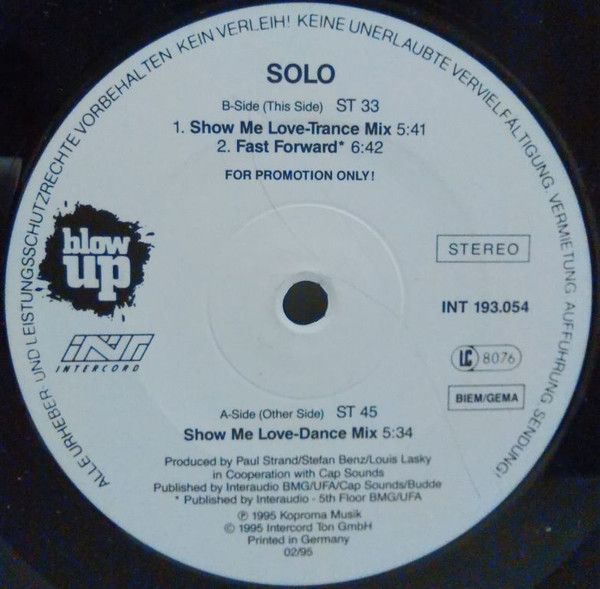 ALLE URHEBER- UND LEISTUNGSSCHUTZRECHTE VORBEHALTEN KEIN VERLEIH! KEINE UNERLAUBTE VERVIELFÄLTIGUNG, VERMIETUNG, AUFFÜHRUNG, SENDUNG!
SOLO
B-Side (This Side) ST 33
1. Show Me Love-Trance Mix 5:41
2. Fast Forward* 6:42
FOR PROMOTION ONLY!
blow
up
STEREO
INT 193.054
INT
INTERCORD
LC 8076
BIEM/GEMA
A-Side (Other Side) ST 45
Show Me Love-Dance Mix 5:34
Produced by Paul Strand/Stefan Benz/Louis Lasky
in Cooperation with Cap Sounds
Published by Interaudio BMG/UFA/Cap Sounds/Budde
* Published by Interaudio - 5th Floor BMG/UFA
℗ 1995 Koproma Musik
© 1995 Intercord Ton GmbH
Printed in Germany
02/95